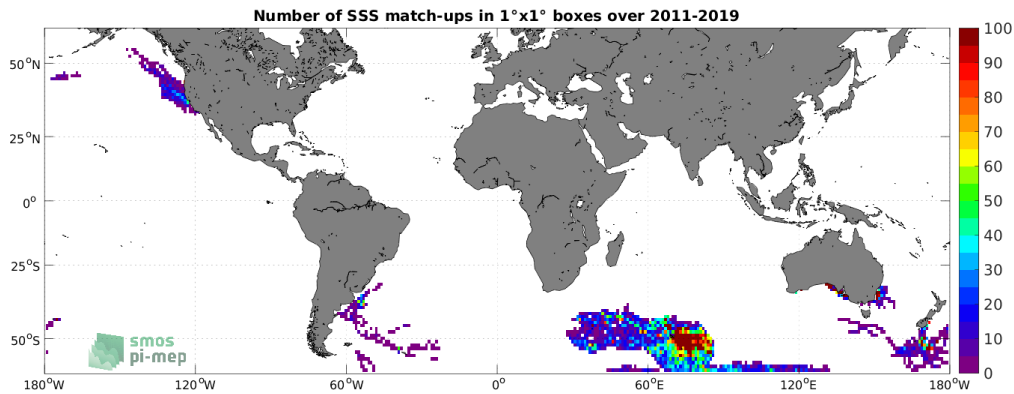 Number of SSS match-ups in 1°x1° boxes over 2011-2019
50°N
25°N
0°
25°S
50°S
180°W
120°W
60°W
0°
60°E
120°E
180°W
100
90
80
70
60
50
40
30
20
10
0
smos
pi-mep